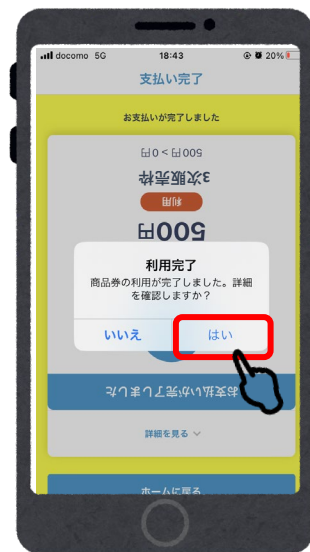 docomo 5G 18:43 20%
支払い完了
お支払いが完了しました
500円 > 0円
3次販売枠
利用
500円
利用完了
商品券の利用が完了しました。詳細
を確認しますか？
いいえ はい
お支払いが完了しました
詳細を見る
ホームに戻る